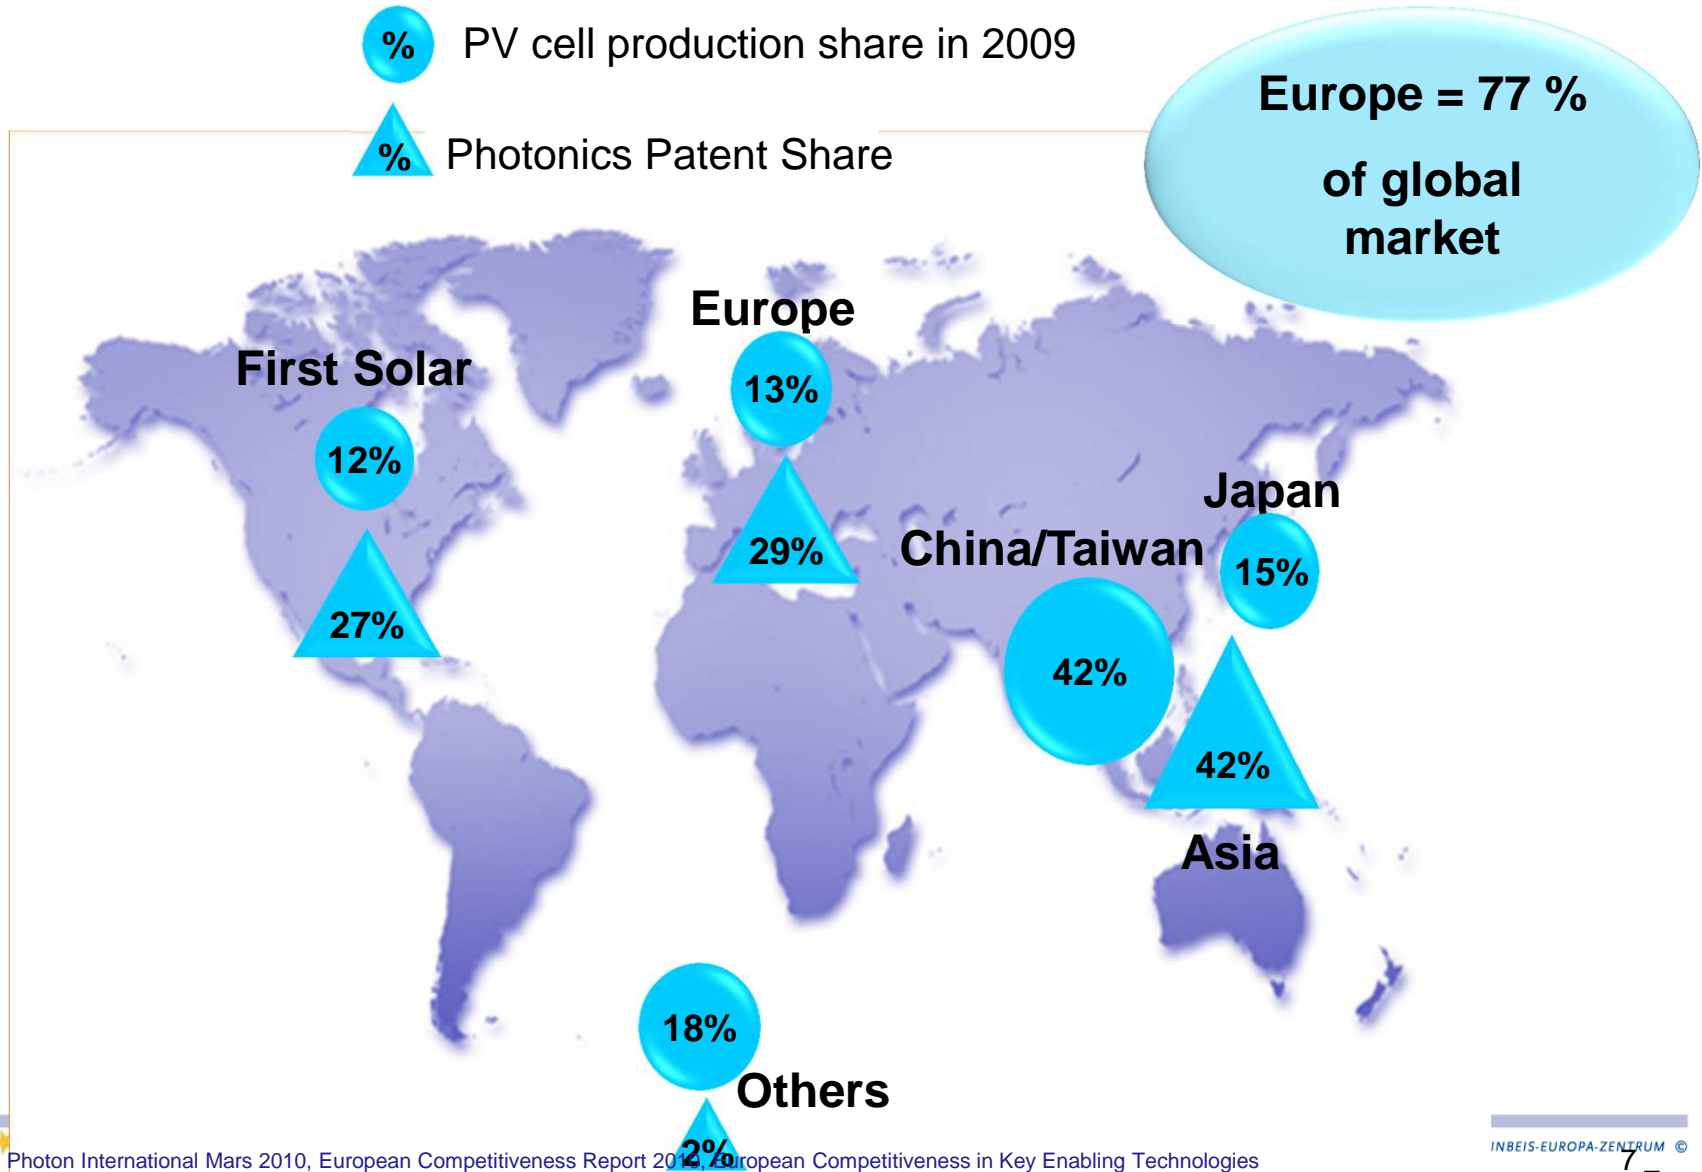 % PV cell production share in 2009
% Photonics Patent Share
Europe = 77 %
of global
market
Europe
13%
29%
First Solar
12%
27%
Japan
15%
China/Taiwan
42%
42%
Asia
18%
Others
2%
Photon International Mars 2010, European Competitiveness Report 2010, European Competitiveness in Key Enabling Technologies
INBEIS-EUROPA-ZENTRUM ©
7 _